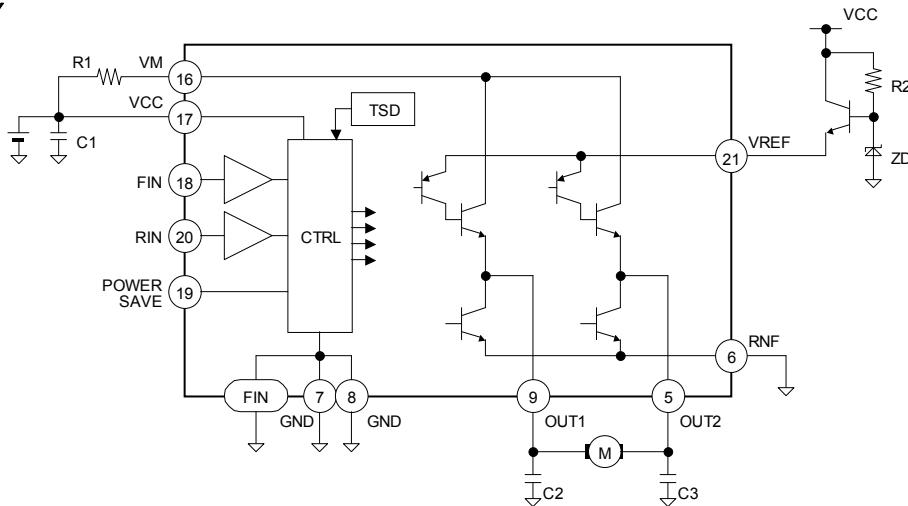 VCC
R1
VM
16
R2
VCC
17
TSD
C1
VREF
21
ZD
FIN
18
RIN
20
CTRL
POWER
SAVE
19
RNF
6
FIN
7
8
9
5
GND
GND
OUT1
OUT2
M
C2
C3